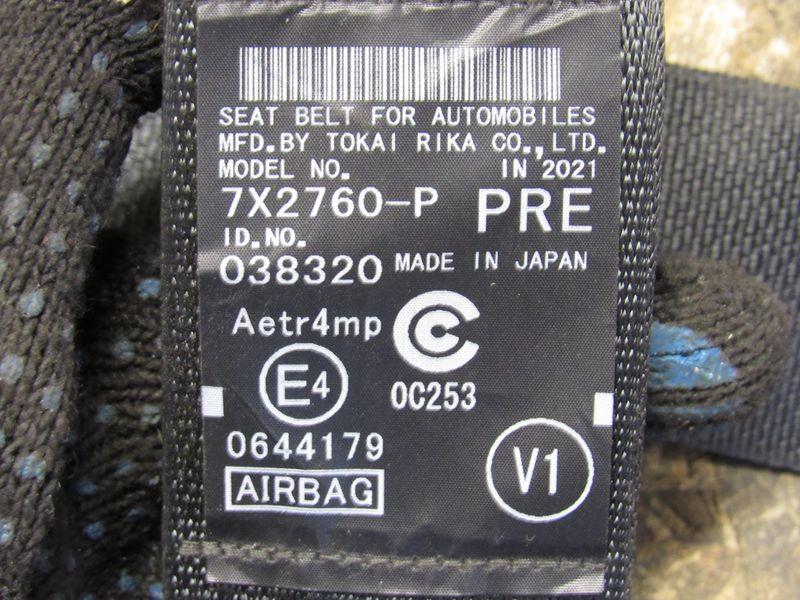 SEAT BELT FOR AUTOMOBILES
MFD.BY TOKAI RIKA CO., LTD.
MODEL NO. IN 2021
7X2760-P PRE
ID.NO.
038320 MADE IN JAPAN
Aetr4mp
E4 0C253
0644179
AIRBAG V1